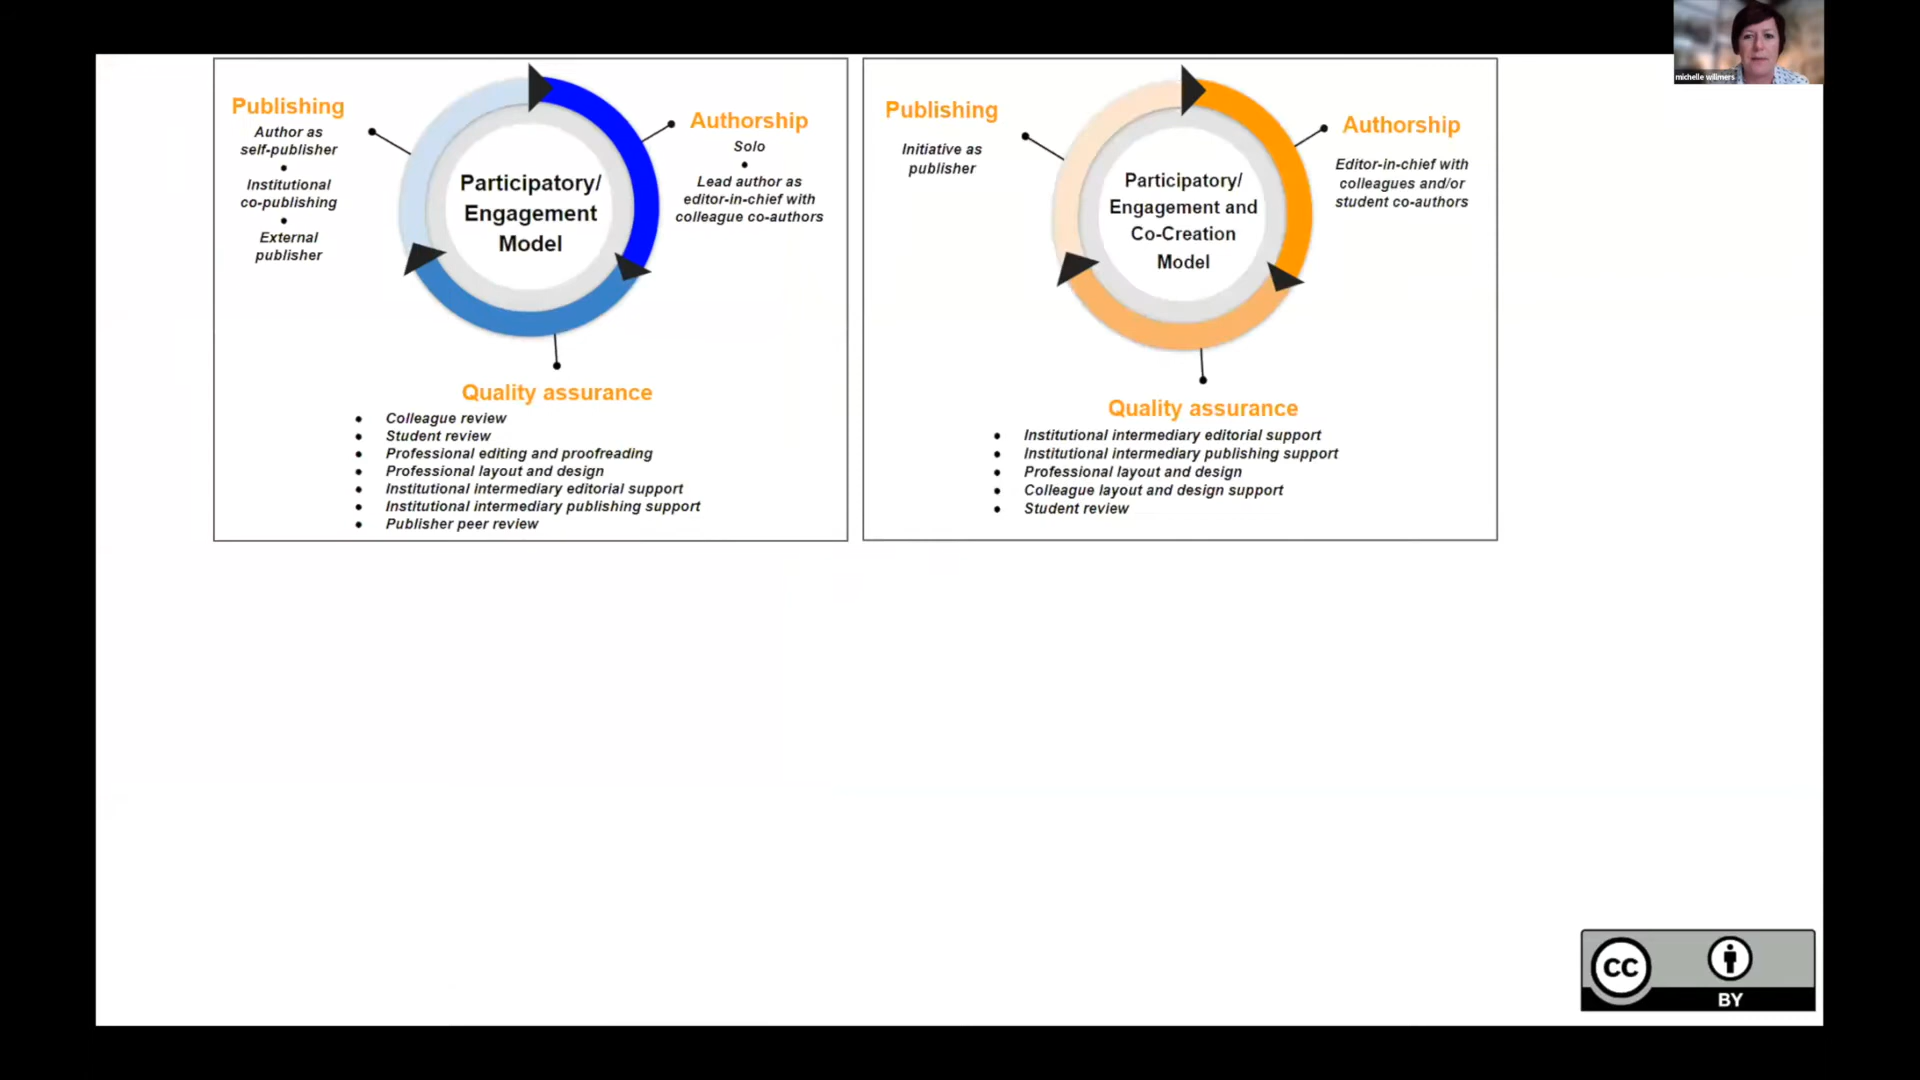 michelle willmers
Publishing
Author as
self-publisher
•
Institutional
co-publishing
•
External
publisher
Participatory/
Engagement
Model
Authorship
Solo
•
Lead author as
editor-in-chief with
colleague co-authors
Quality assurance
• Colleague review
• Student review
• Professional editing and proofreading
• Professional layout and design
• Institutional intermediary editorial support
• Institutional intermediary publishing support
• Publisher peer review
Publishing
Initiative as
publisher
Participatory/
Engagement and
Co-Creation
Model
Authorship
Editor-in-chief with
colleagues and/or
student co-authors
Quality assurance
• Institutional intermediary editorial support
• Institutional intermediary publishing support
• Professional layout and design
• Colleague layout and design support
• Student review
CC
BY